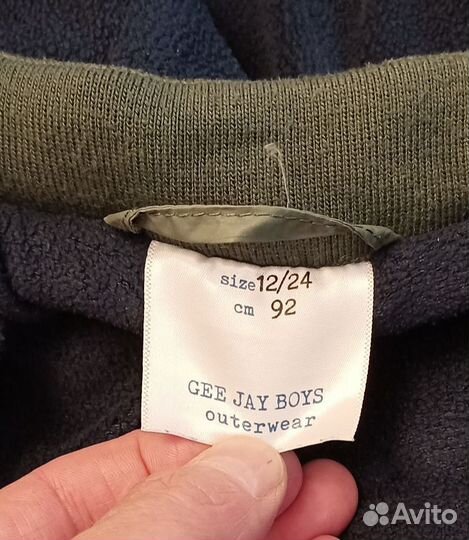 size 12/24
cm 92
GEE JAY BOYS
outerwear
Avito